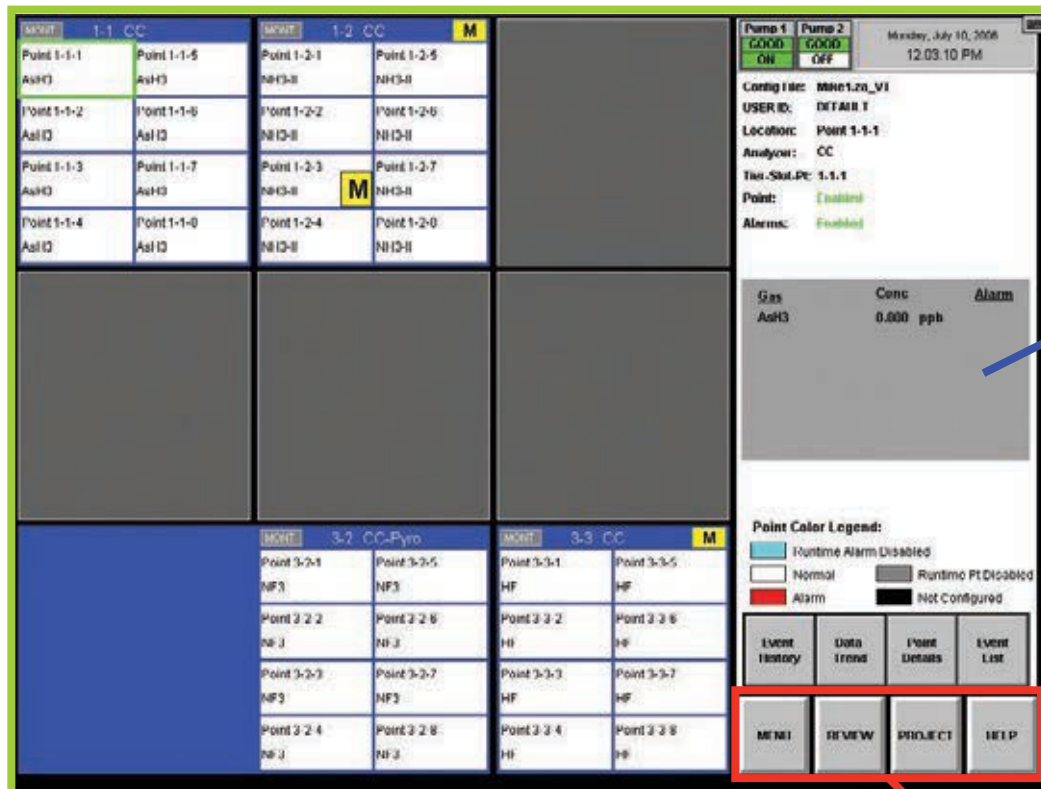 MONT 1-1 CC
Point 1-1-1 Point 1-1-5
AsH3 AsH3
Point 1-1-2 Point 1-1-6
AsH3 AsH3
Point 1-1-3 Point 1-1-7
AsH3 AsH3
Point 1-1-4 Point 1-1-8
AsH3 AsH3
MONT 1-2 CC M
Point 1-2-1 Point 1-2-5
NH3-II NH3-II
Point 1-2-2 Point 1-2-6
NH3-II NH3-II
Point 1-2-3 Point 1-2-7
NH3-II M NH3-II
Point 1-2-4 Point 1-2-8
NH3-II NH3-II
MONT 3-2 CC-Pyro
Point 3-2-1 Point 3-2-5
NF3 NF3
Point 3-2-2 Point 3-2-6
NF3 NF3
Point 3-2-3 Point 3-2-7
NF3 NF3
Point 3-2-4 Point 3-2-8
NF3 NF3
MONT 3-3 CC M
Point 3-3-1 Point 3-3-5
HF HF
Point 3-3-2 Point 3-3-6
HF HF
Point 3-3-3 Point 3-3-7
HF HF
Point 3-3-4 Point 3-3-8
HF HF
Pump 1 Pump 2
GOOD GOOD
ON OFF
Monday, July 10, 2006
12:03:10 PM
Config File: Mike1.za_V1
USER ID: DEFAULT
Location: Point 1-1-1
Analyzer: CC
Tier-Slot-Pt: 1-1-1
Point: Enabled
Alarms: Enabled
Gas Conc Alarm
AsH3 0.000 ppb
Point Color Legend:
Runtime Alarm Disabled
Normal Runtime Pt Disabled
Alarm Not Configured
Event History
Data Trend
Point Details
Event List
MENU REVIEW PROJECT HELP